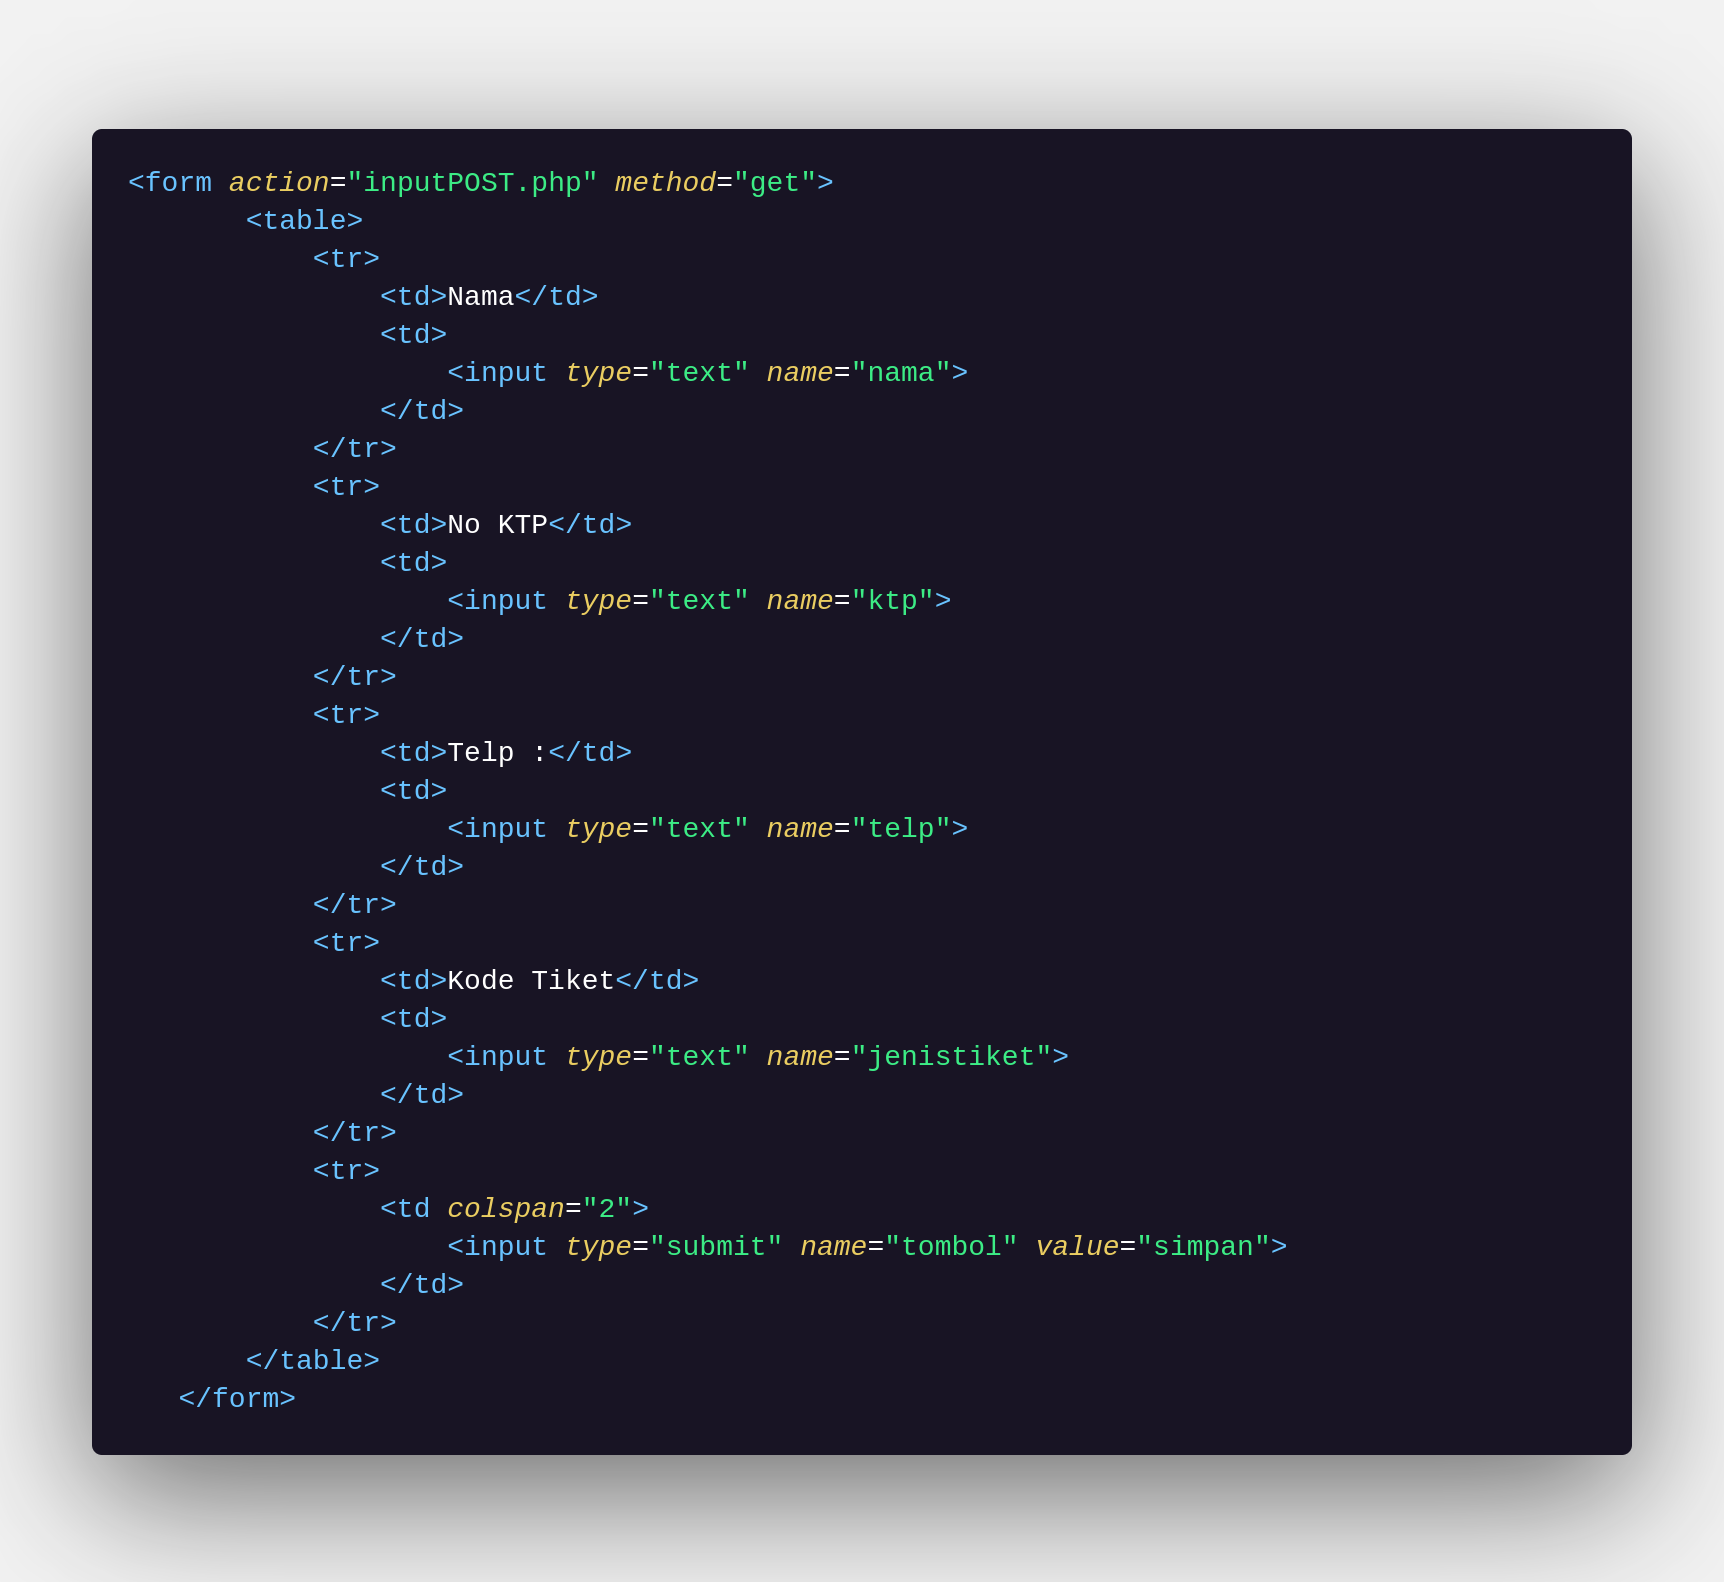 <form action="inputPOST.php" method="get">
<table>
<tr>
<td>Nama</td>
<td>
<input type="text" name="nama">
</td>
</tr>
<tr>
<td>No KTP</td>
<td>
<input type="text" name="ktp">
</td>
</tr>
<tr>
<td>Telp :</td>
<td>
<input type="text" name="telp">
</td>
</tr>
<tr>
<td>Kode Tiket</td>
<td>
<input type="text" name="jenistiket">
</td>
</tr>
<tr>
<td colspan="2">
<input type="submit" name="tombol" value="simpan">
</td>
</tr>
</table>
</form>